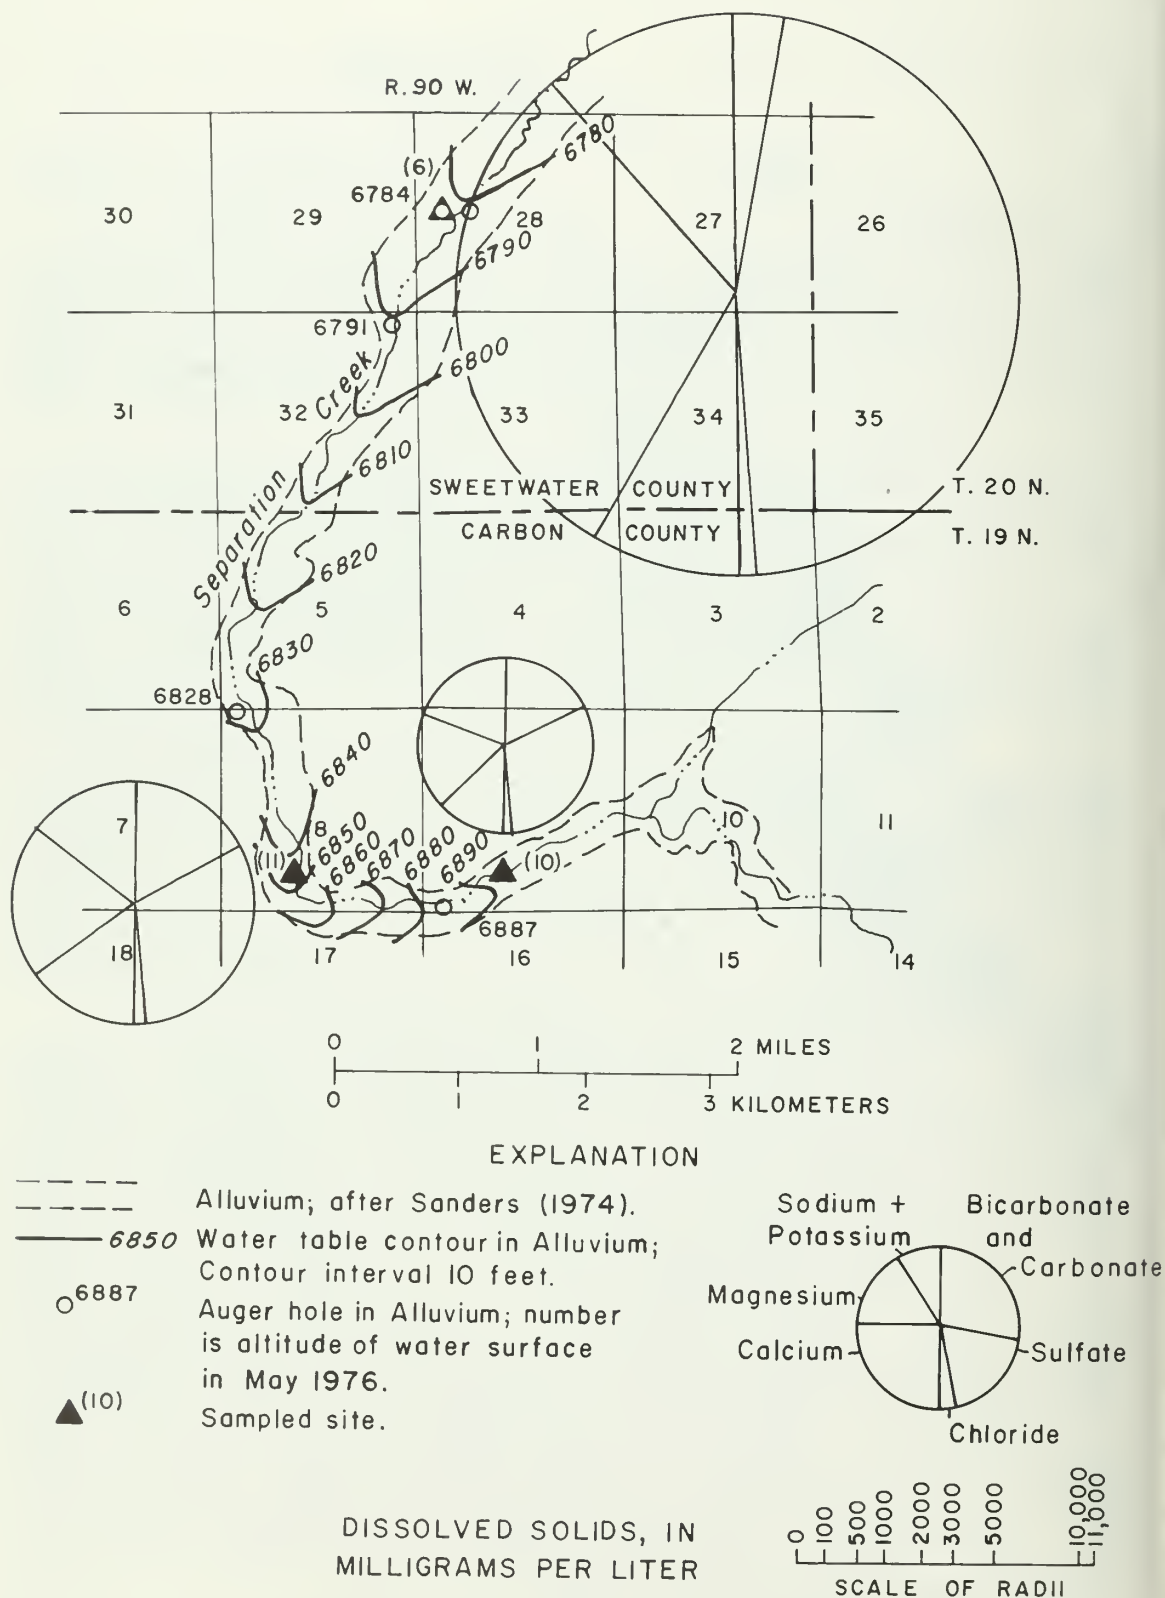 R. 90 W.
(6)
6784
6780
30
29
28
27
26
6790
6791
6800
31
32
Creek
33
34
35
6810
Separation
SWEETWATER COUNTY
T. 20 N.
CARBON COUNTY
T. 19 N.
6820
6
5
4
3
2
6830
6828
6840
7
8
(11)
6850
6860
6870
6880
6890
(10)
10
11
6887
18
17
16
15
14
0 1 2 MILES
0 1 2 3 KILOMETERS
EXPLANATION
Alluvium; after Sanders (1974).
6850 Water table contour in Alluvium;
Contour interval 10 feet.
6887
Auger hole in Alluvium; number
is altitude of water surface
in May 1976.
(10)
Sampled site.
Sodium +
Potassium
Bicarbonate
and
Carbonate
Magnesium
Calcium
Sulfate
Chloride
DISSOLVED SOLIDS, IN
MILLIGRAMS PER LITER
0 100 500 1000 2000 3000 5000 10,000 11,000
SCALE OF RADII